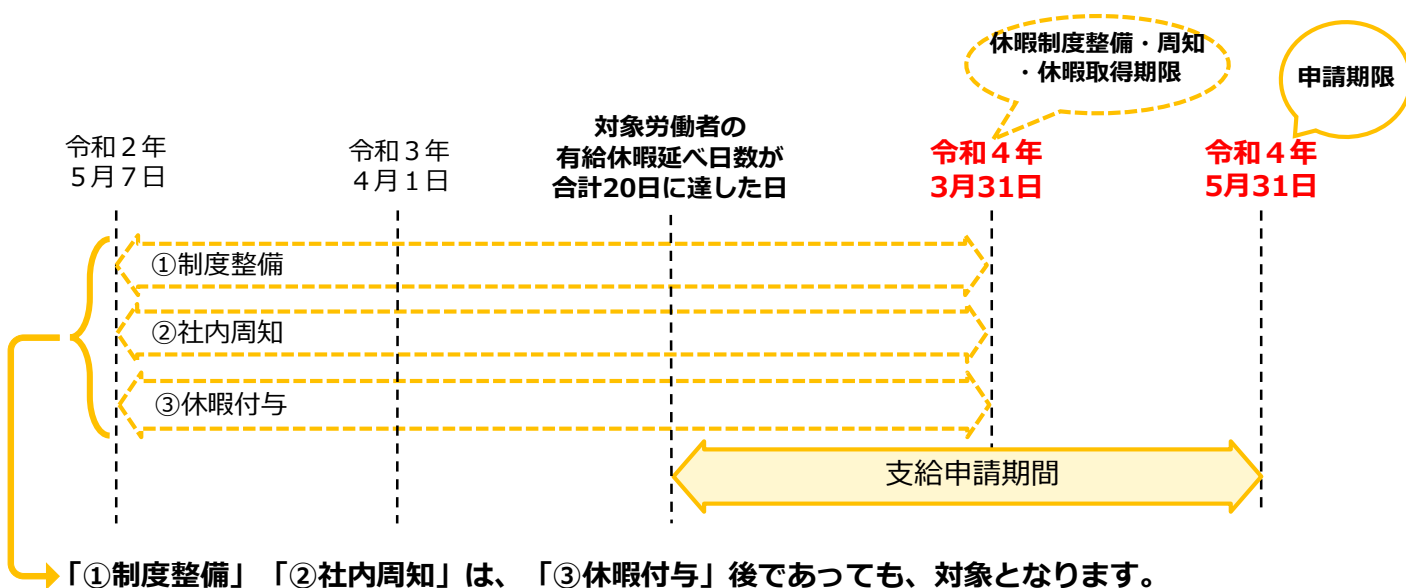 休暇制度整備・周知
・休暇取得期限
申請期限
令和２年
５月７日
令和３年
４月１日
対象労働者の
有給休暇延べ日数が
合計20日に達した日
令和４年
3月31日
令和４年
5月31日
①制度整備
②社内周知
③休暇付与
支給申請期間
「①制度整備」「②社内周知」は、「③休暇付与」後であっても、対象となります。